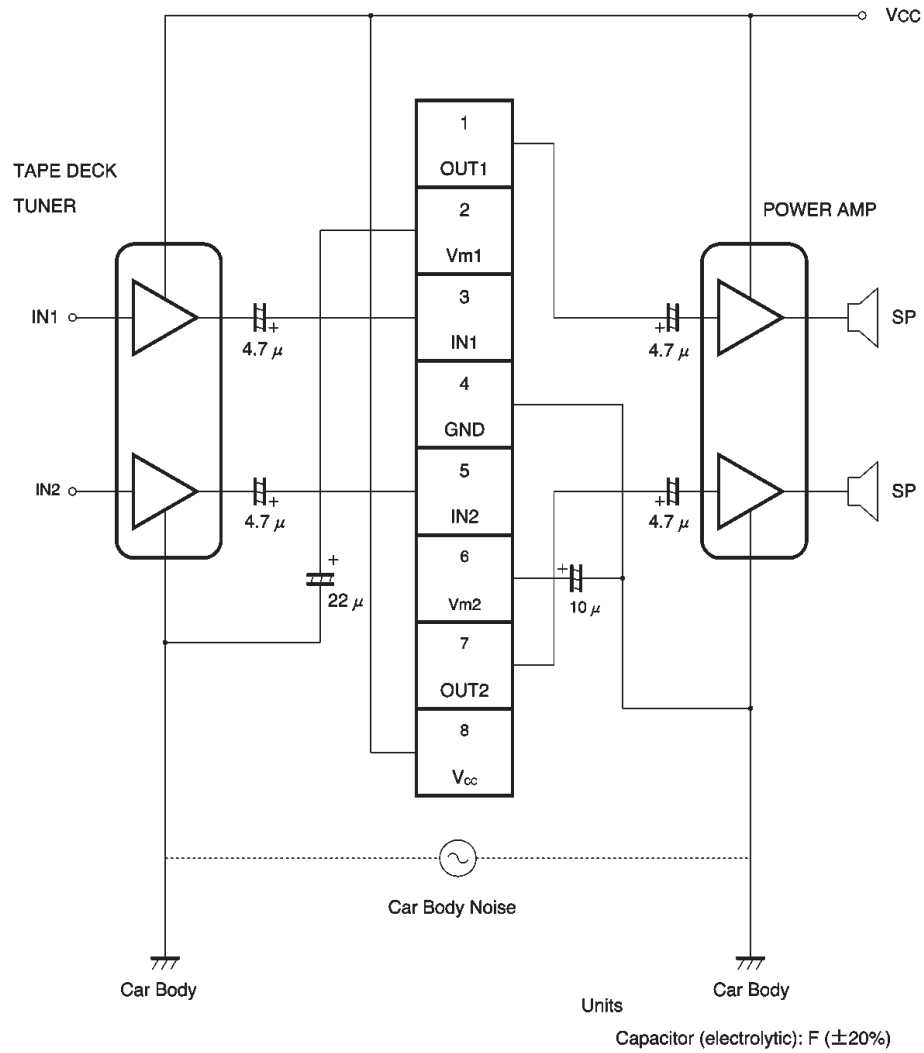 VCC
1
OUT1
TAPE DECK
TUNER
2
Vm1
POWER AMP
IN1
+
4.7 μ
3
IN1
+
4.7 μ
SP
4
GND
IN2
+
4.7 μ
5
IN2
+
4.7 μ
SP
+
22 μ
6
Vm2
+
10 μ
7
OUT2
8
Vcc
Car Body Noise
Car Body
Car Body
Units
Capacitor (electrolytic): F (±20%)